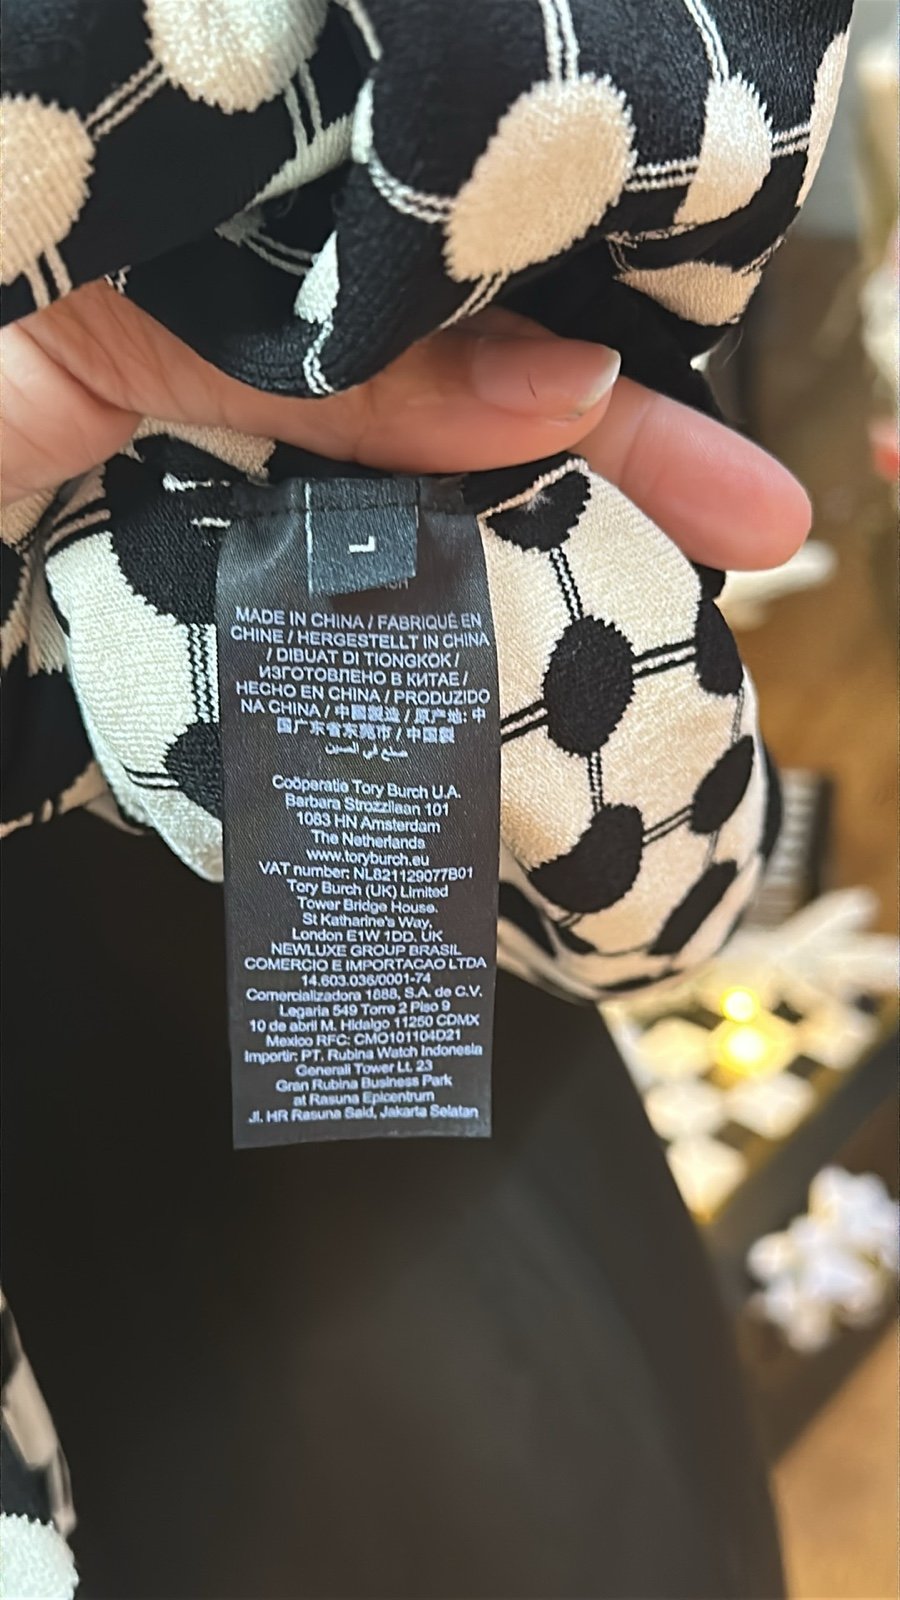 L
MADE IN CHINA / FABRIQUÉ EN
CHINE / HERGESTELLT IN CHINA
/ DIBUAT DI TIONGKOK /
ИЗГОТОВЛЕНО В КИТАЕ /
HECHO EN CHINA / PRODUZIDO
NA CHINA / 中國製造 / 原产地: 中
国广东省东莞市 / 中國製
صنع في الصين
Coöperatie Tory Burch U.A.
Barbara Strozzilaan 101
1083 HN Amsterdam
The Netherlands
www.toryburch.eu
VAT number: NL821129077B01
Tory Burch (UK) Limited
Tower Bridge House.
St Katharine's Way,
London E1W 1DD. UK
NEWLUXE GROUP BRASIL
COMERCIO E IMPORTACAO LTDA
14.603.036/0001-74
Comercializadora 1888, S.A. de C.V.
Legaria 549 Torre 2 Piso 9
10 de abril M. Hidalgo 11250 CDMX
Mexico RFC: CMO101104D21
Importir: PT. Rubina Watch Indonesia
Generali Tower Lt. 23
Gran Rubina Business Park
at Rasuna Epicentrum
Jl. HR Rasuna Said, Jakarta Selatan